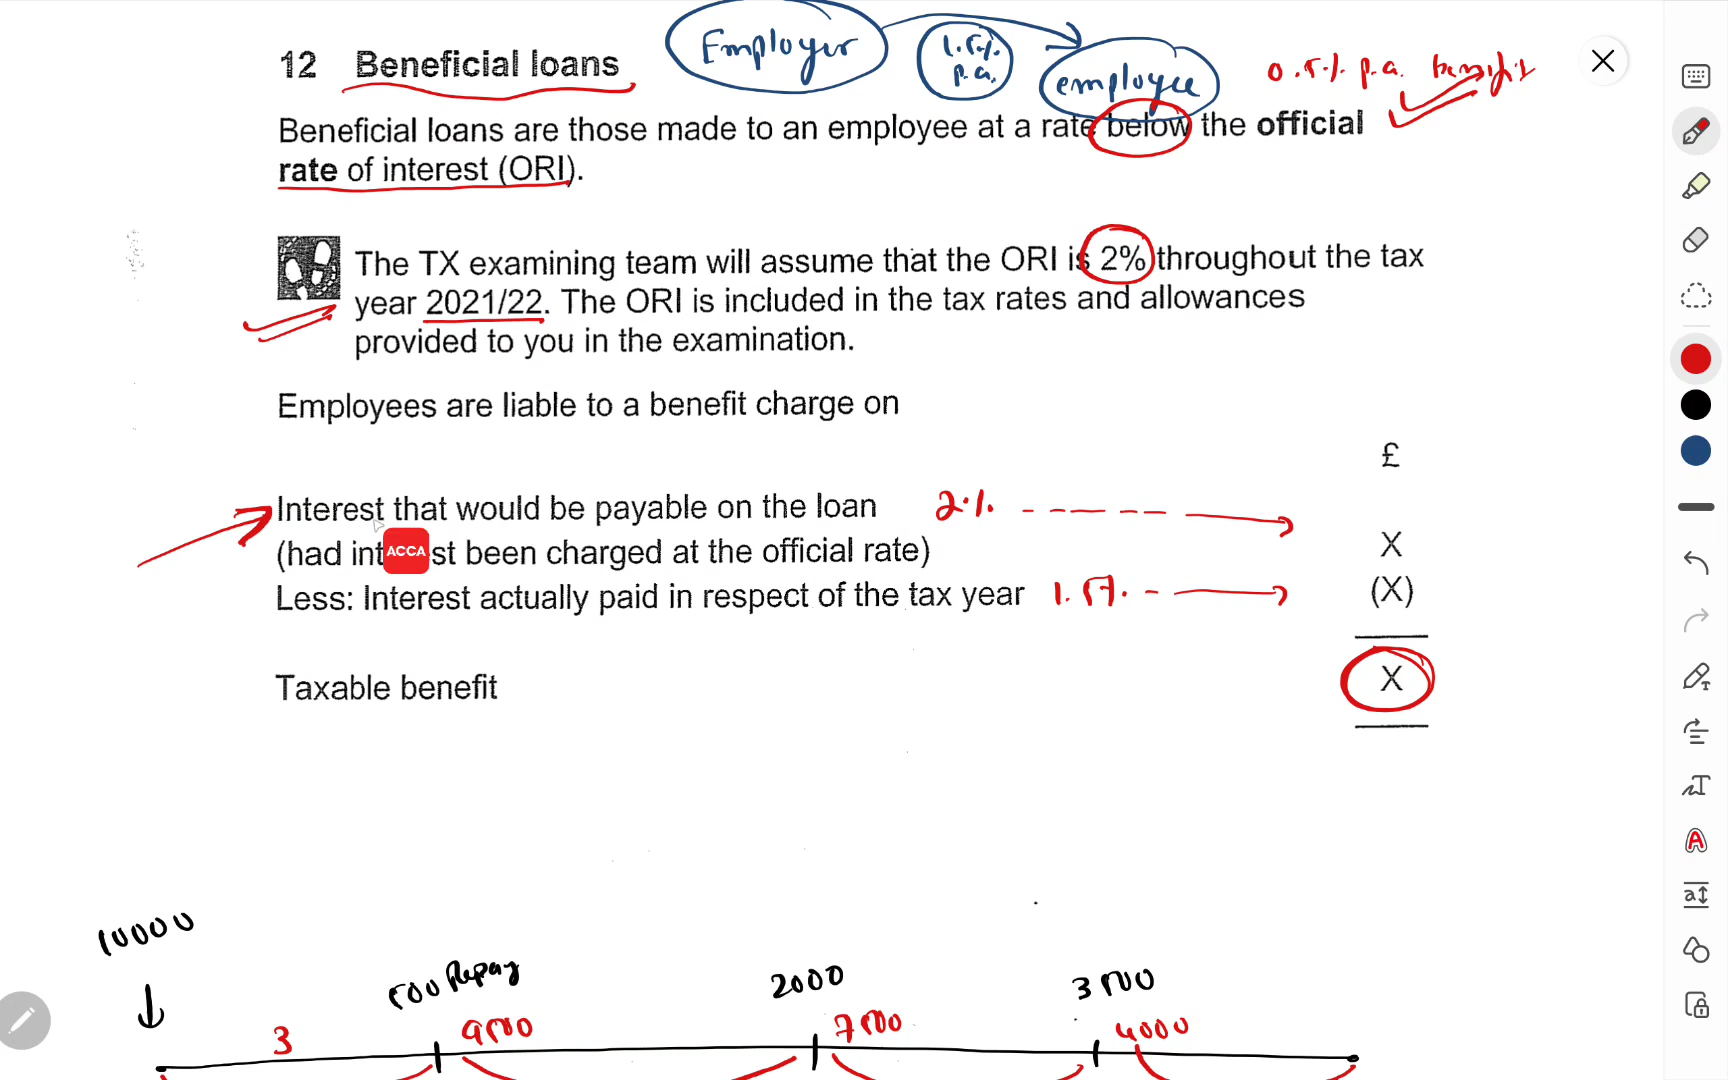 Employer
1.5%
p.a.
employee
0.5% p.a. benefit
12 Beneficial loans
Beneficial loans are those made to an employee at a rate below the official
rate of interest (ORI).
The TX examining team will assume that the ORI is 2% throughout the tax
year 2021/22. The ORI is included in the tax rates and allowances
provided to you in the examination.
Employees are liable to a benefit charge on
£
Interest that would be payable on the loan 2%
(had int ACCA st been charged at the official rate) X
Less: Interest actually paid in respect of the tax year 1.5% (X)
Taxable benefit X
10000
500 Repay 2000 3500
3 9500 7500 4000